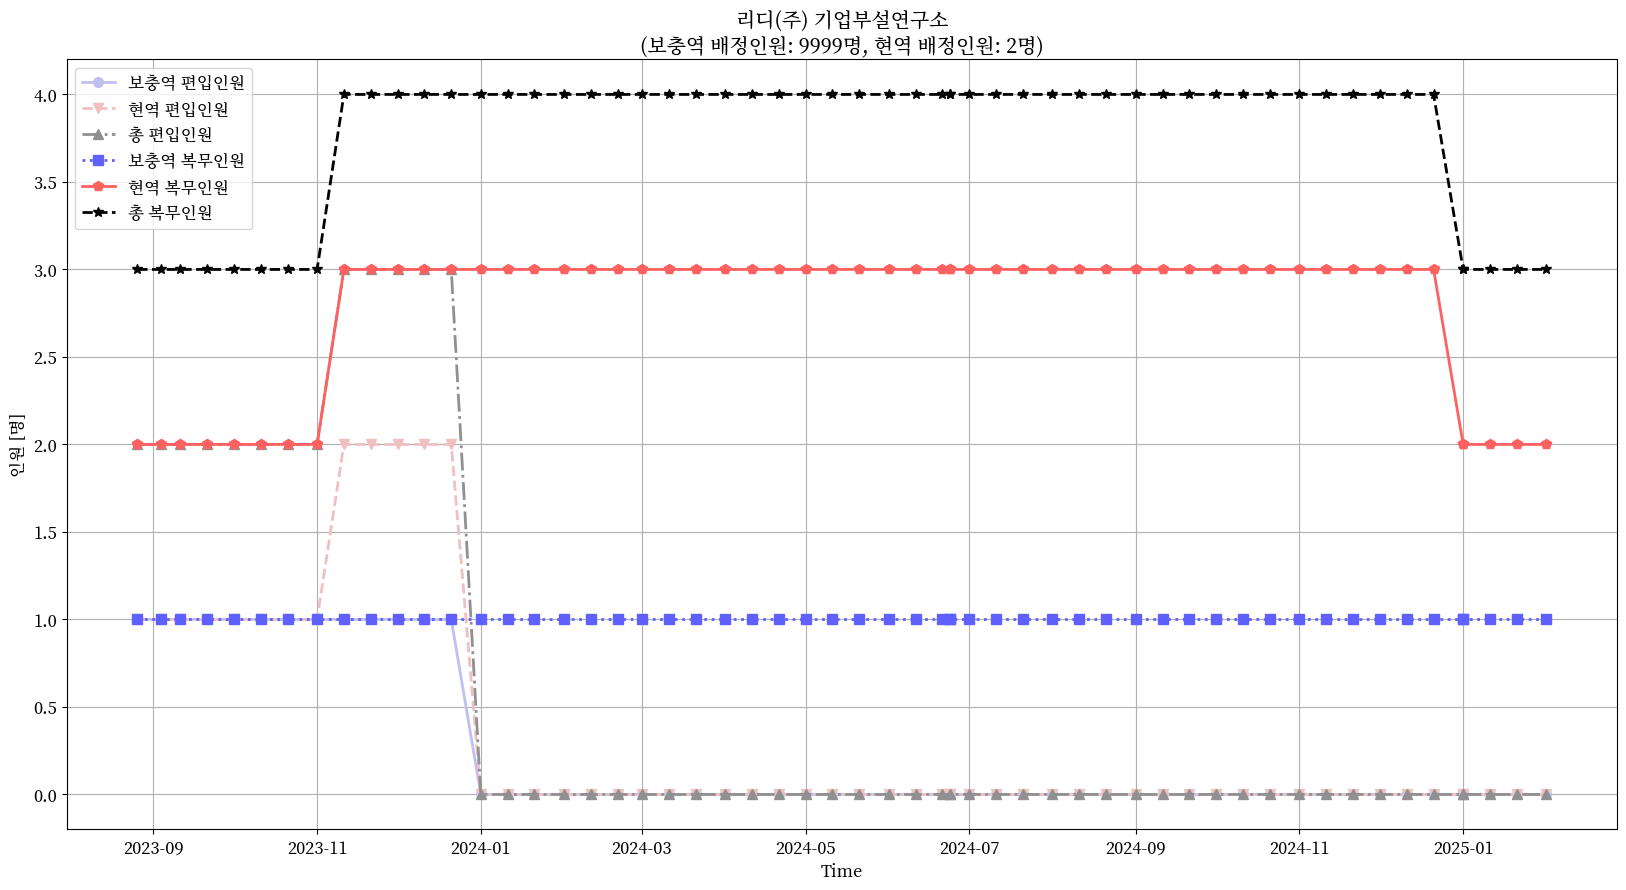 리디(주) 기업부설연구소
(보충역 배정인원: 9999명, 현역 배정인원: 2명)
보충역 편입인원
현역 편입인원
총 편입인원
보충역 복무인원
현역 복무인원
총 복무인원
인원 [명]
4.0
3.5
3.0
2.5
2.0
1.5
1.0
0.5
0.0
2023-09
2023-11
2024-01
2024-03
2024-05
2024-07
2024-09
2024-11
2025-01
Time